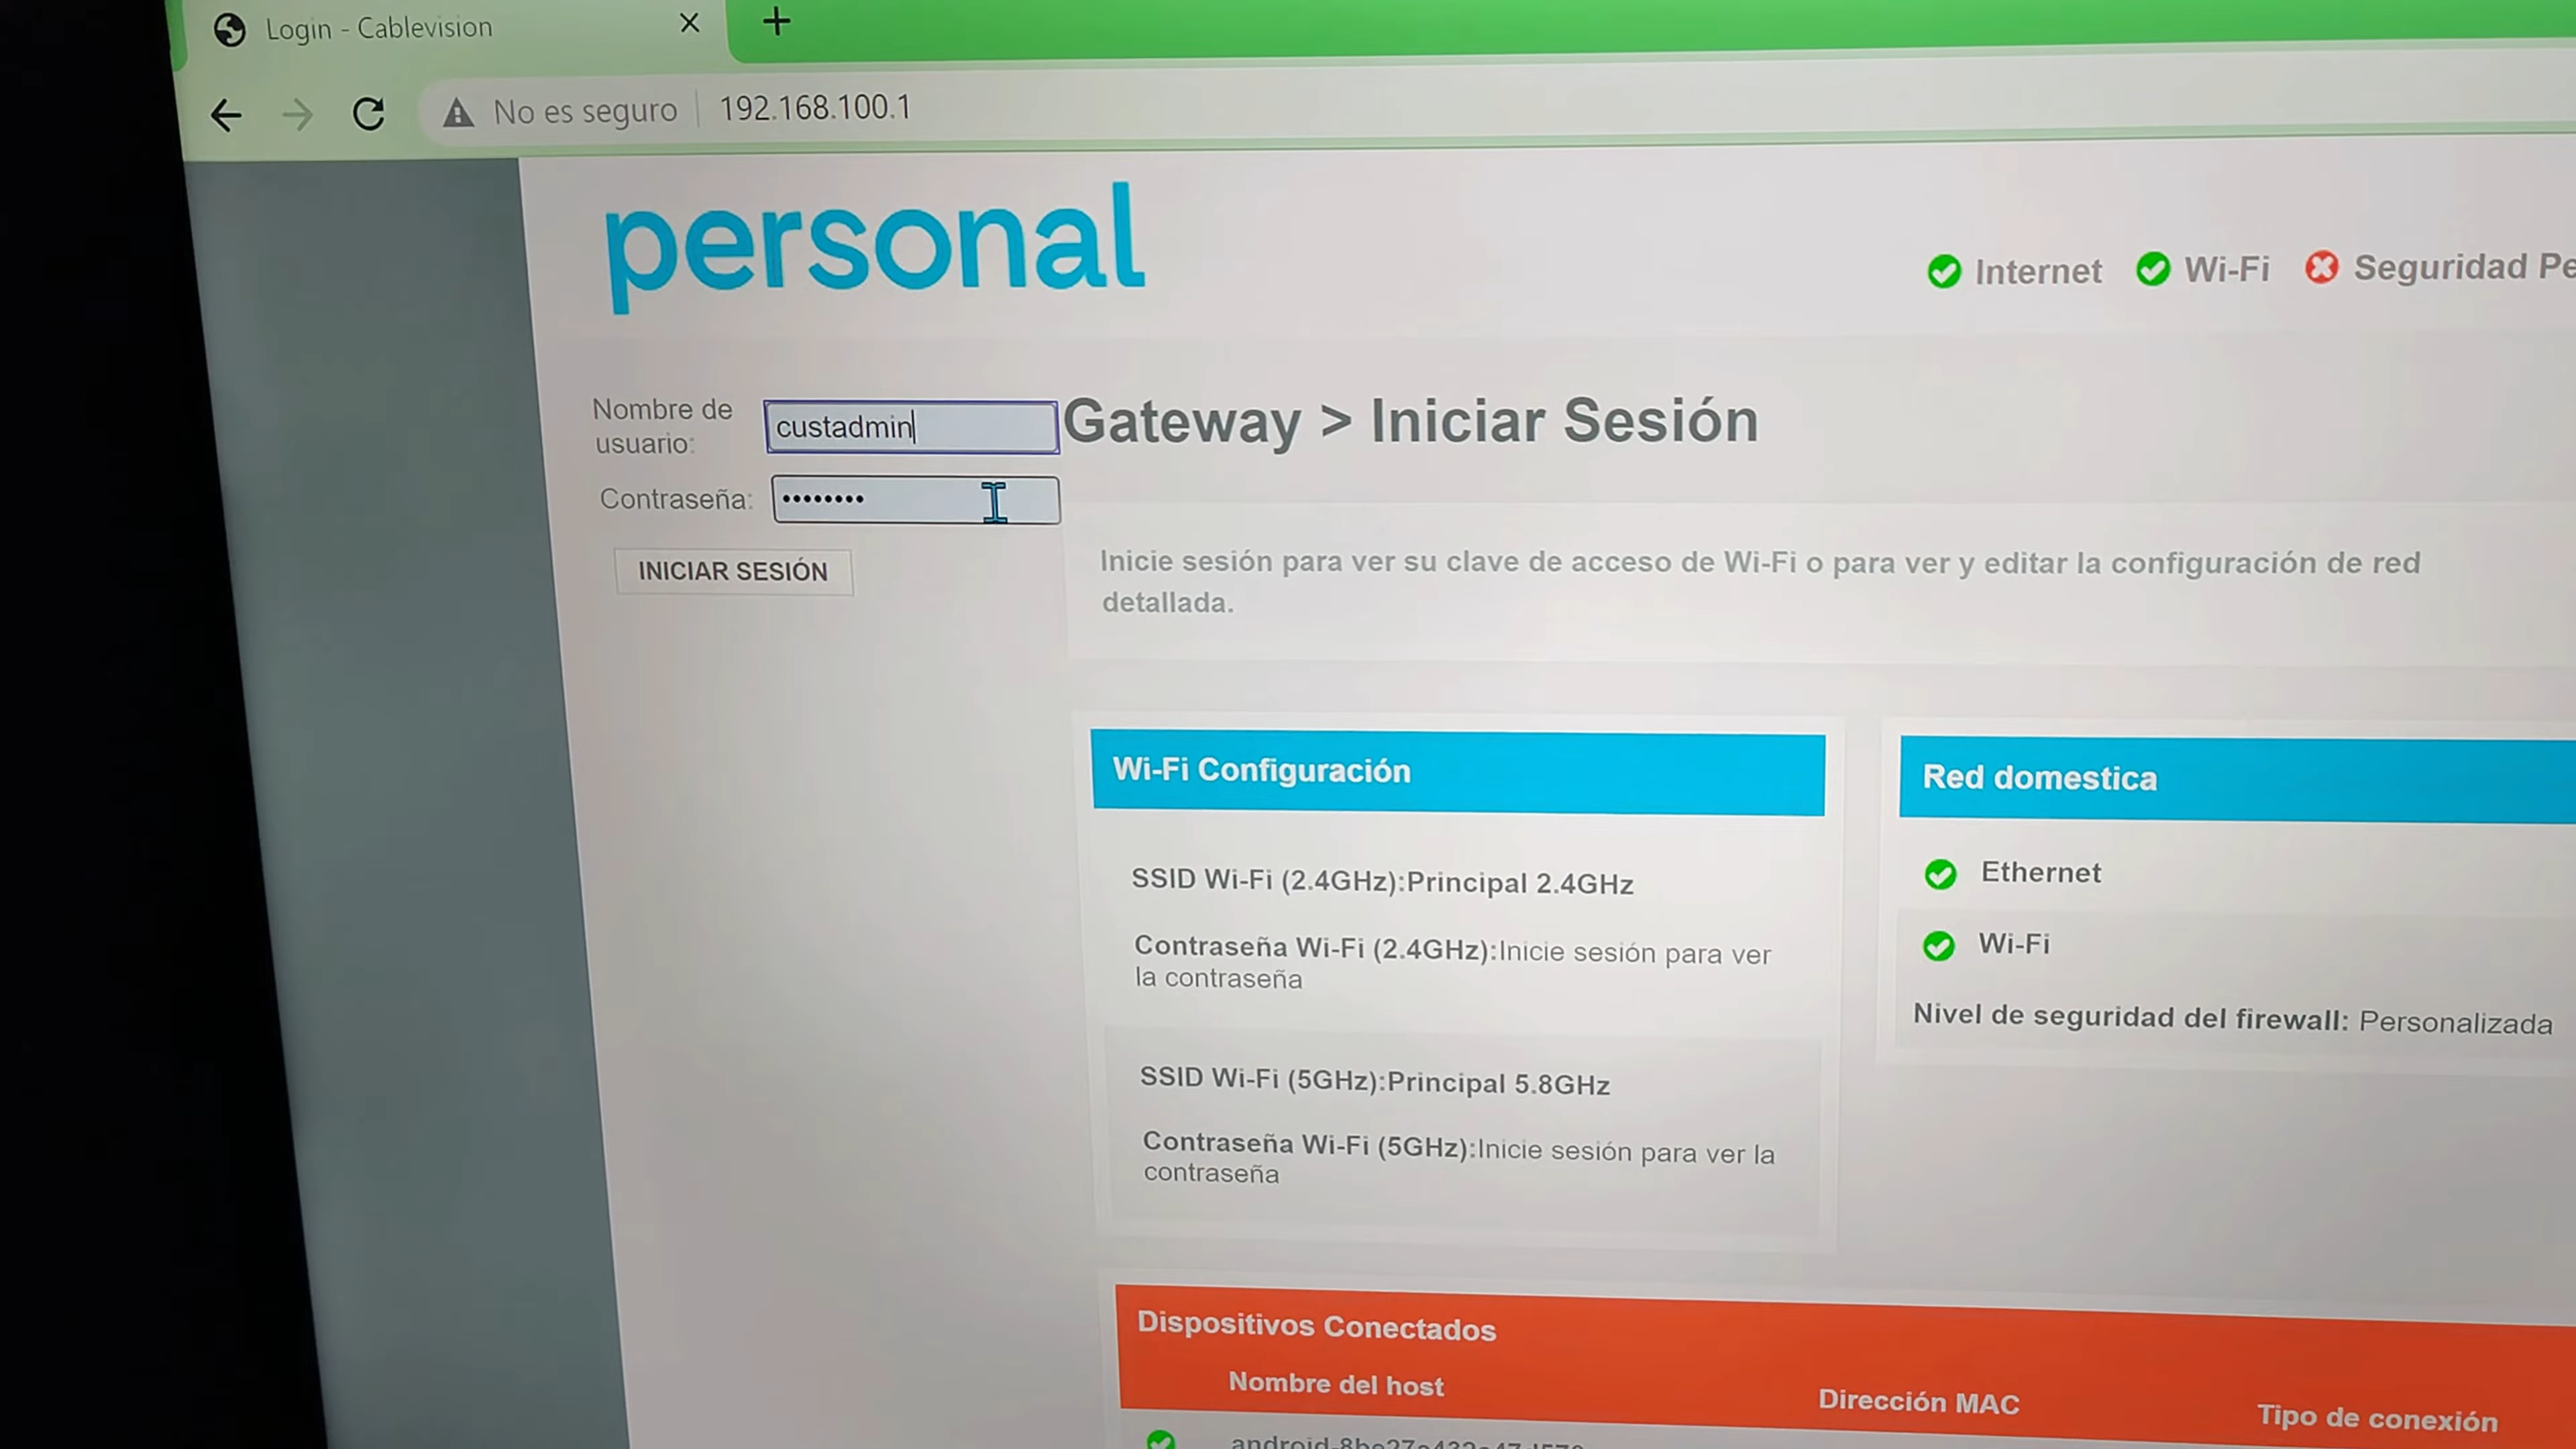 Login - Cablevision
No es seguro 192.168.100.1
personal
Internet Wi-Fi Seguridad
Nombre de
usuario:
custadmin
Gateway > Iniciar Sesión
Contraseña: ••••••••
INICIAR SESIÓN
Inicie sesión para ver su clave de acceso de Wi-Fi o para ver y editar la configuración de red
detallada.
Wi-Fi Configuración
SSID Wi-Fi (2.4GHz):Principal 2.4GHz
Contraseña Wi-Fi (2.4GHz):Inicie sesión para ver
la contraseña
SSID Wi-Fi (5GHz):Principal 5.8GHz
Contraseña Wi-Fi (5GHz):Inicie sesión para ver la
contraseña
Red domestica
Ethernet
Wi-Fi
Nivel de seguridad del firewall: Personalizada
Dispositivos Conectados
Nombre del host Dirección MAC Tipo de conexión